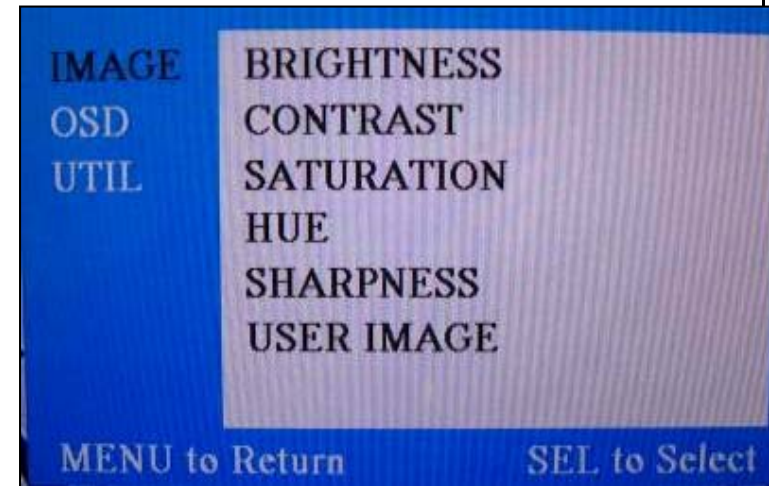 IMAGE
OSD
UTIL
BRIGHTNESS
CONTRAST
SATURATION
HUE
SHARPNESS
USER IMAGE
MENU to Return
SEL to Select